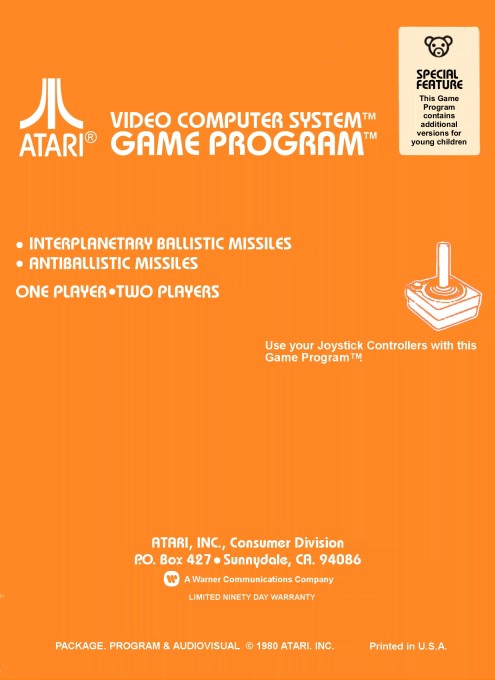 SPECIAL
FEATURE
This Game
Program
contains
additional
versions for
young children
ATARI®
VIDEO COMPUTER SYSTEM™
GAME PROGRAM™
• INTERPLANETARY BALLISTIC MISSILES
• ANTIBALLISTIC MISSILES
ONE PLAYER•TWO PLAYERS
Use your Joystick Controllers with this
Game Program™.
ATARI, INC., Consumer Division
P.O. Box 427 • Sunnydale, CA. 94086
A Warner Communications Company
LIMITED NINETY DAY WARRANTY
PACKAGE. PROGRAM & AUDIOVISUAL © 1980 ATARI. INC. Printed in U.S.A.